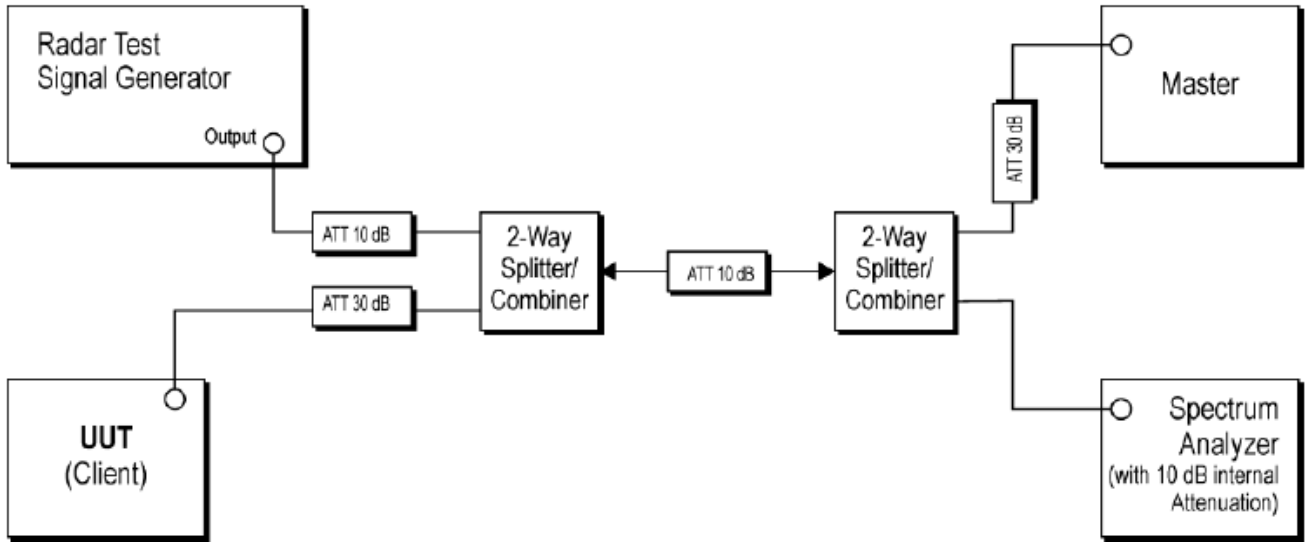 Radar Test
Signal Generator
Output
ATT 10 dB
ATT 30 dB
2-Way
Splitter/
Combiner
ATT 10 dB
2-Way
Splitter/
Combiner
ATT 30 dB
Master
UUT
(Client)
Spectrum
Analyzer
(with 10 dB internal
Attenuation)